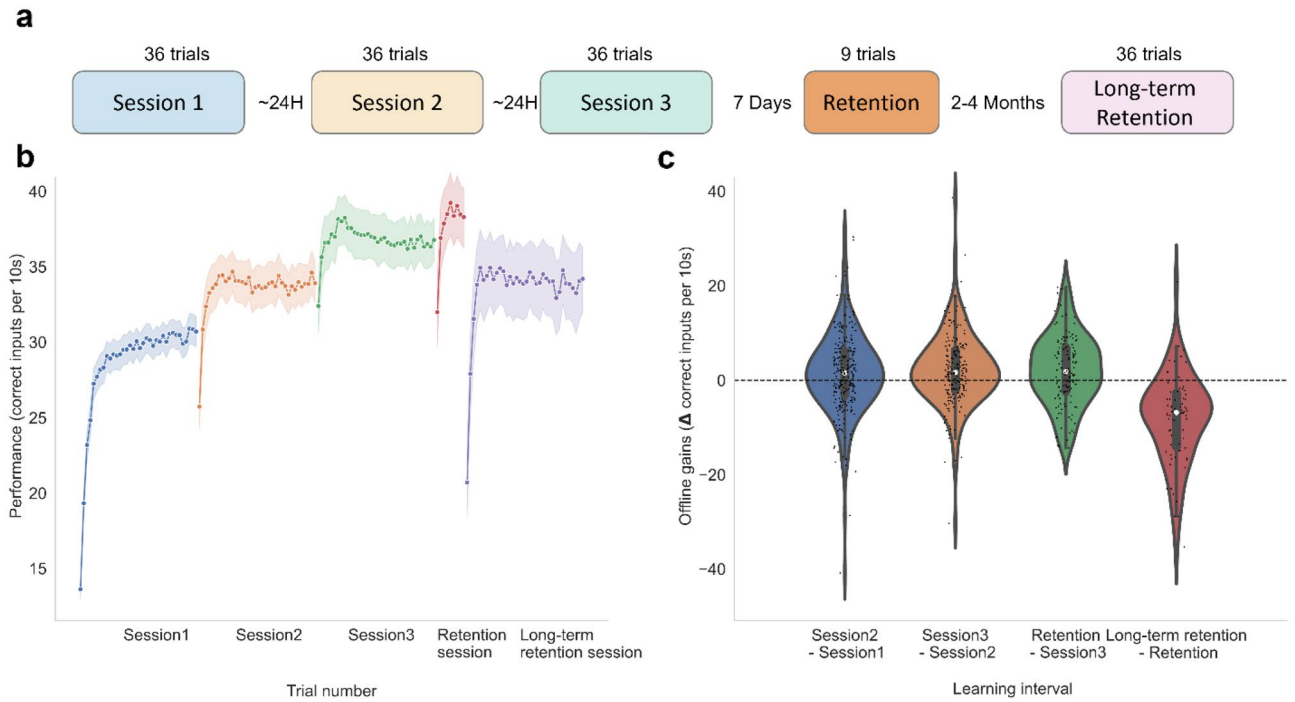 a
36 trials 36 trials 36 trials 9 trials 36 trials
Session 1 ~24H Session 2 ~24H Session 3 7 Days Retention 2-4 Months Long-term
Retention
b
c
Performance (correct inputs per 10s)
40
35
30
25
20
15
Session1 Session2 Session3 Retention Long-term
session retention session
Trial number
Offline gains (Δ correct inputs per 10s)
40
20
0
−20
−40
Session2 Session3 Retention Long-term retention
- Session1 - Session2 - Session3 - Retention
Learning interval